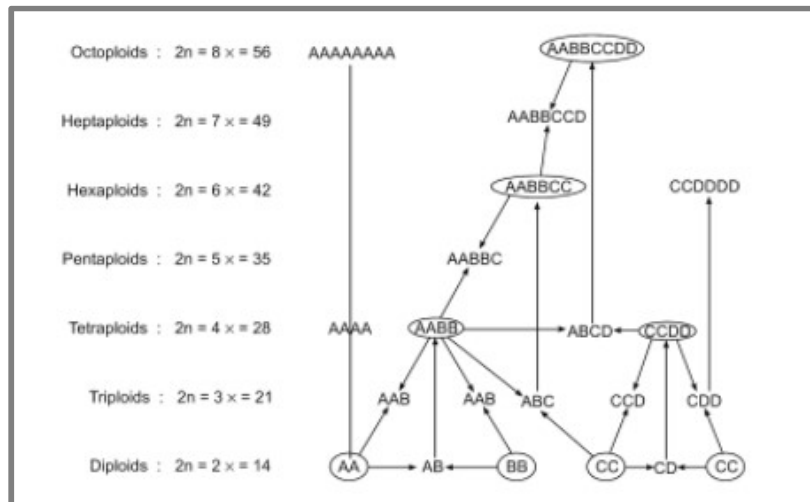 Octoploids : 2n = 8 × = 56 AAAAAAAA AABBCCDD
Heptaploids : 2n = 7 × = 49 AABBCCD
Hexaploids : 2n = 6 × = 42 AABBCC CCDDDD
Pentaploids : 2n = 5 × = 35 AABBC
Tetraploids : 2n = 4 × = 28 AAAA AABB ABCD CCDD
Triploids : 2n = 3 × = 21 AAB AAB ABC CCD CDD
Diploids : 2n = 2 × = 14 AA AB BB CC CD CC